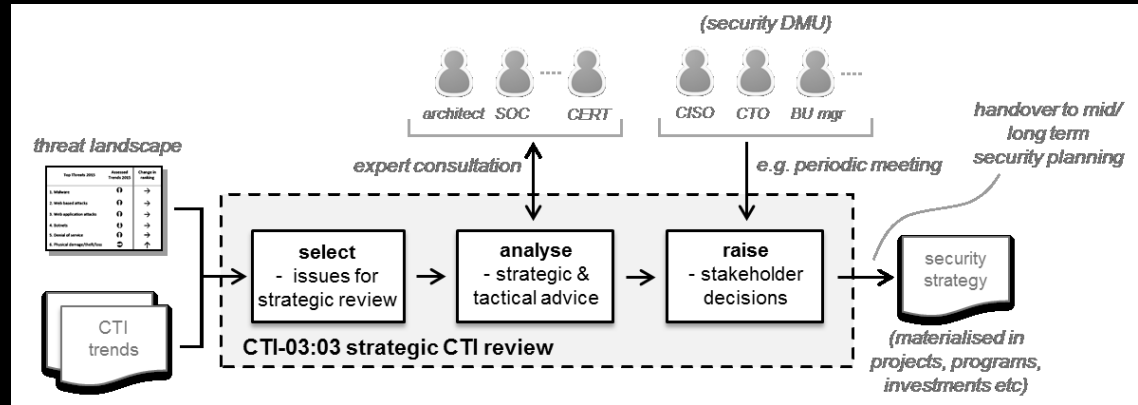 (security DMU)
architect SOC CERT
CISO CTO BU mgr
handover to mid/
long term
security planning
threat landscape
Top Threats 2015
Assessed
Trends 2015
Change in
ranking
1. Malware
2. Web based attacks
3. Web application attacks
4. Botnets
5. Denial of service
6. Physical damage/theft/loss
expert consultation
e.g. periodic meeting
select
- issues for
strategic review
analyse
- strategic &
tactical advice
raise
- stakeholder
decisions
security
strategy
CTI
trends
CTI-03:03 strategic CTI review
(materialised in
projects, programs,
investments etc)